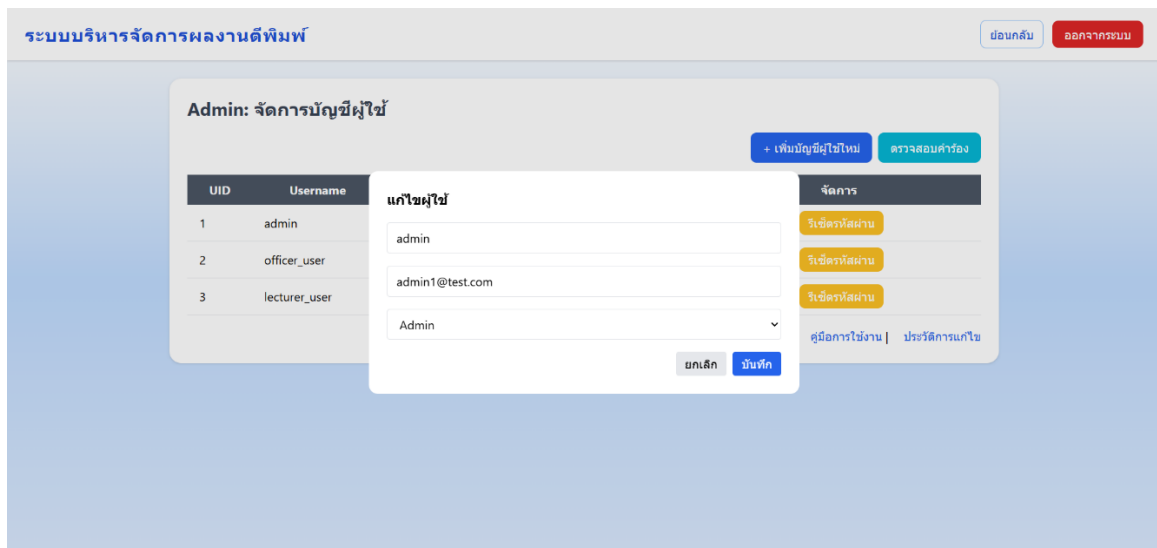 ระบบบริหารจัดการผลงานตีพิมพ์
ย้อนกลับ
ออกจากระบบ
Admin: จัดการบัญชีผู้ใช้
+ เพิ่มบัญชีผู้ใช้ใหม่
ตรวจสอบคำร้อง
UID Username จัดการ
แก้ไขผู้ใช้
1 admin รีเซ็ตรหัสผ่าน
admin
2 officer_user รีเซ็ตรหัสผ่าน
admin1@test.com
3 lecturer_user รีเซ็ตรหัสผ่าน
Admin
คู่มือการใช้งาน | ประวัติการแก้ไข
ยกเลิก บันทึก